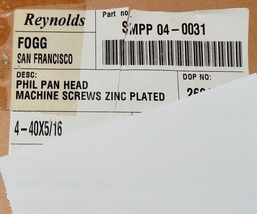 Reynolds
Part no
FOGG
SMPP 04-0031
SAN FRANCISCO
DESC:
DOP NO:
PHIL PAN HEAD
MACHINE SCREWS ZINC PLATED
4-40X5/16